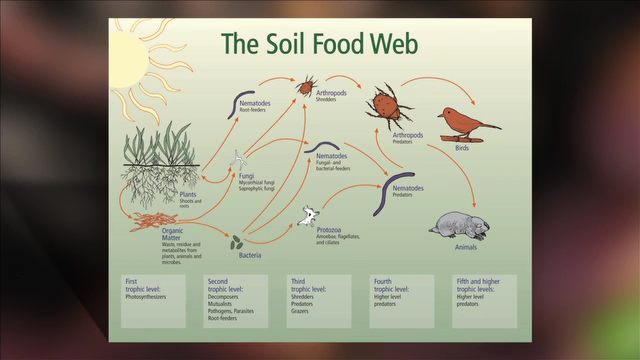 The Soil Food Web
Nematodes
Root-feeders
Arthropods
Shredders
Arthropods
Predators
Birds
Plants
Shoots and
roots
Fungi
Mycorrhizal fungi
Saprophytic fungi
Nematodes
Fungal- and
bacterial-feeders
Nematodes
Predators
Organic
Matter
Waste, residue and
metabolites from
plants, animals and
microbes.
Bacteria
Protozoa
Amoebae, flagellates,
and ciliates
Animals
First
trophic level:
Photosynthesizers
Second
trophic level:
Decomposers
Mutualists
Pathogens, Parasites
Root-feeders
Third
trophic level:
Shredders
Predators
Grazers
Fourth
trophic level:
Higher level
predators
Fifth and higher
trophic levels:
Higher level
predators